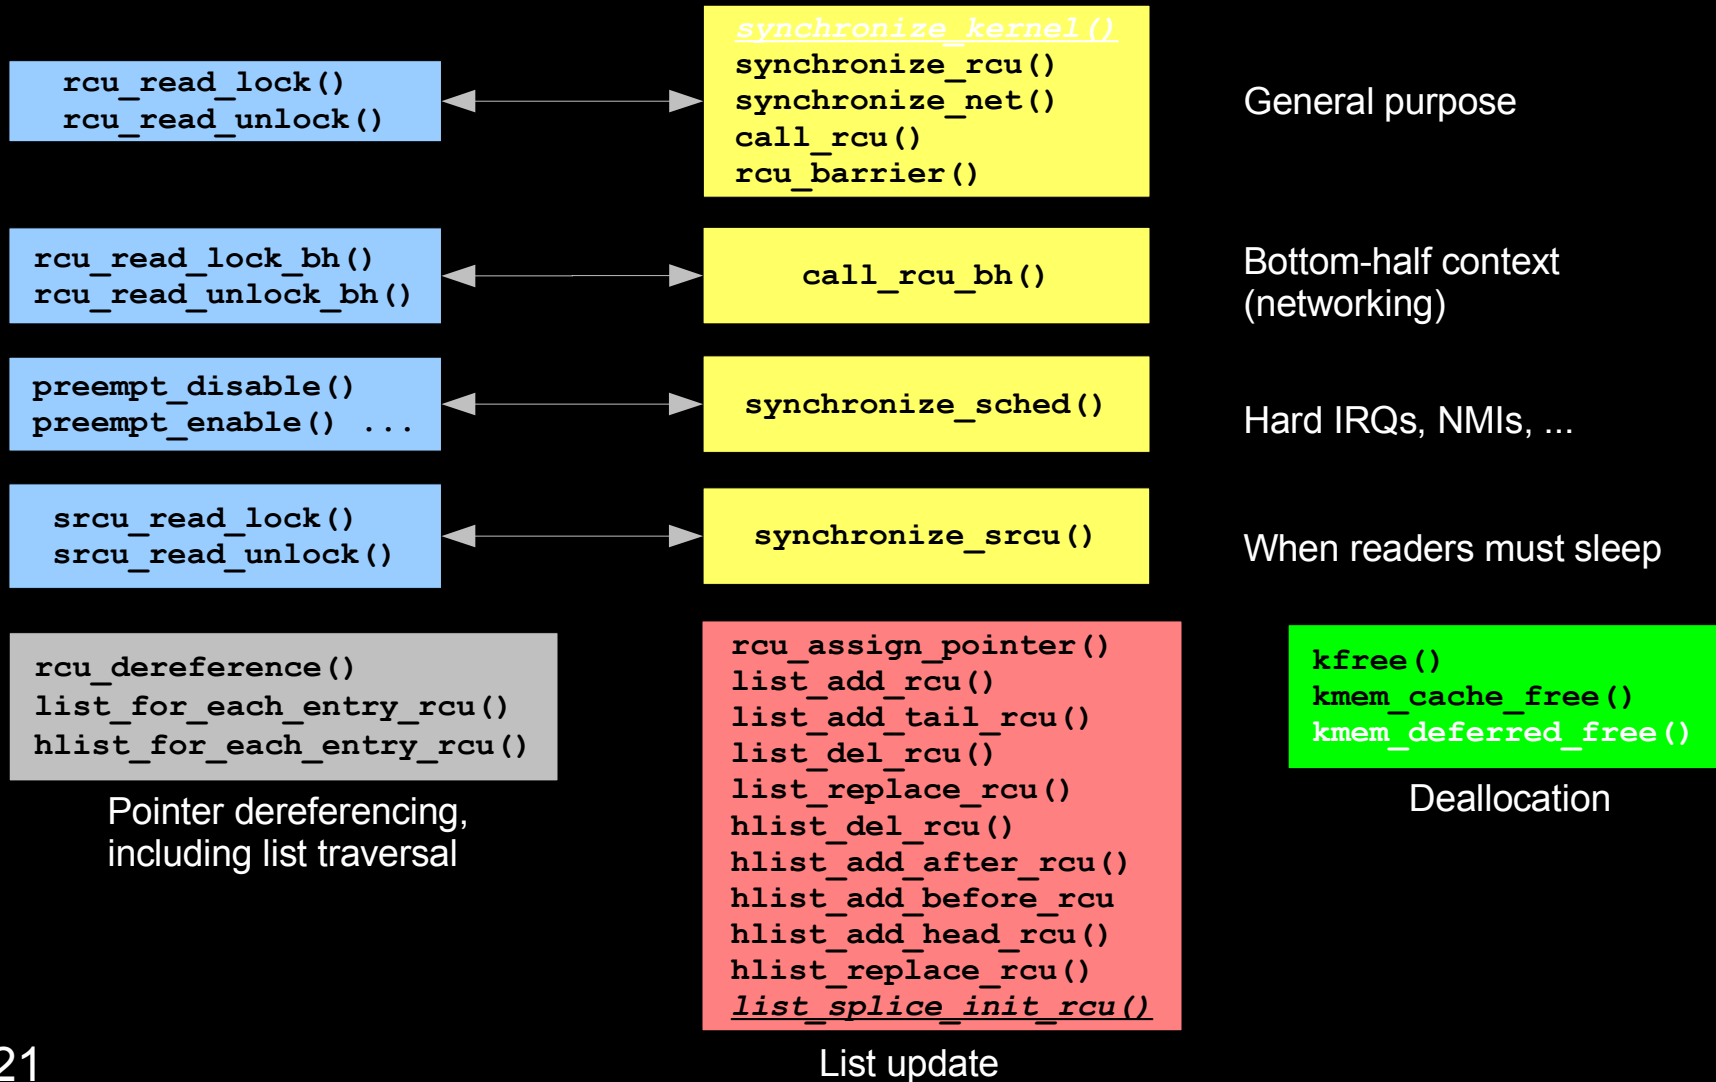 synchronize_kernel()
rcu_read_lock()
rcu_read_unlock()
synchronize_rcu()
synchronize_net()
call_rcu()
rcu_barrier()
General purpose
rcu_read_lock_bh()
rcu_read_unlock_bh()
call_rcu_bh()
Bottom-half context
(networking)
preempt_disable()
preempt_enable() ...
synchronize_sched()
Hard IRQs, NMIs, ...
srcu_read_lock()
srcu_read_unlock()
synchronize_srcu()
When readers must sleep
rcu_dereference()
list_for_each_entry_rcu()
hlist_for_each_entry_rcu()
Pointer dereferencing,
including list traversal
rcu_assign_pointer()
list_add_rcu()
list_add_tail_rcu()
list_del_rcu()
list_replace_rcu()
hlist_del_rcu()
hlist_add_after_rcu()
hlist_add_before_rcu
hlist_add_head_rcu()
hlist_replace_rcu()
list_splice_init_rcu()
List update
kfree()
kmem_cache_free()
kmem_deferred_free()
Deallocation
21